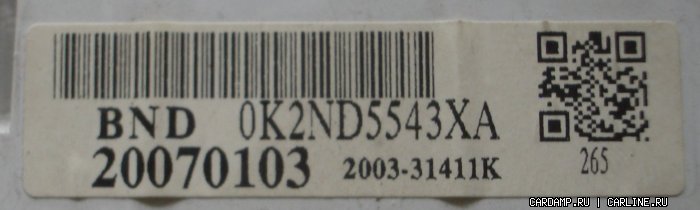 BND 0K2ND5543XA
20070103 2003-31411K
265
CARDAMP.RU | CARLINE.RU